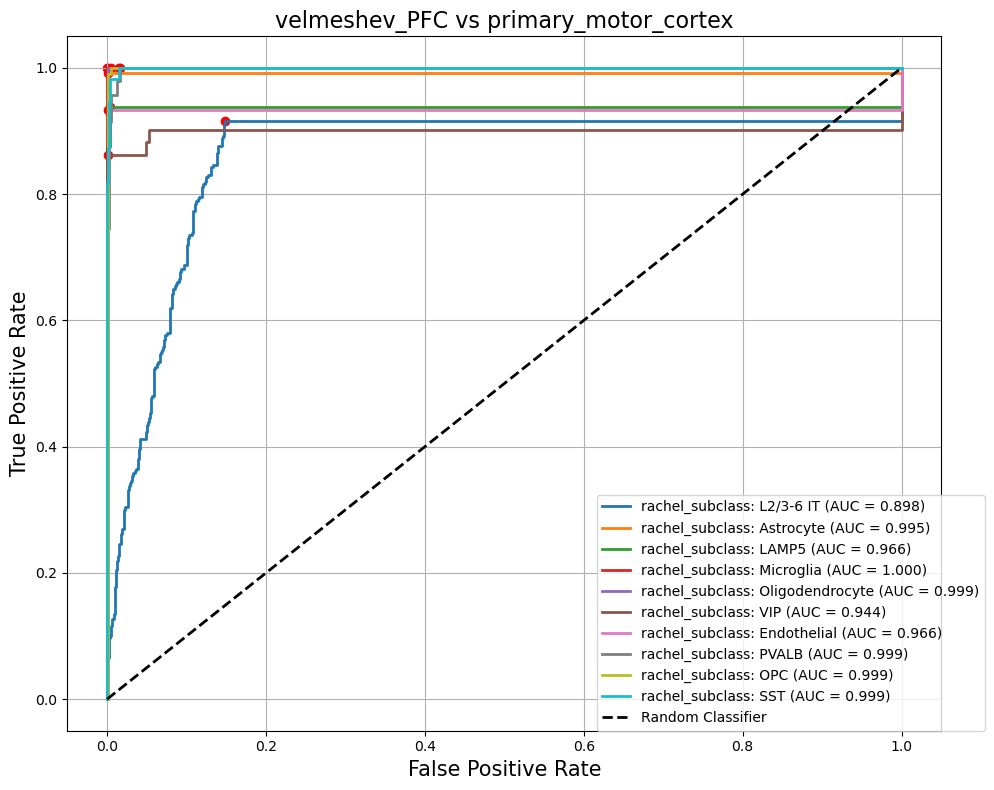 velmeshev_PFC vs primary_motor_cortex
True Positive Rate
1.0
0.8
0.6
0.4
0.2
0.0
rachel_subclass: L2/3-6 IT (AUC = 0.898)
rachel_subclass: Astrocyte (AUC = 0.995)
rachel_subclass: LAMP5 (AUC = 0.966)
rachel_subclass: Microglia (AUC = 1.000)
rachel_subclass: Oligodendrocyte (AUC = 0.999)
rachel_subclass: VIP (AUC = 0.944)
rachel_subclass: Endothelial (AUC = 0.966)
rachel_subclass: PVALB (AUC = 0.999)
rachel_subclass: OPC (AUC = 0.999)
rachel_subclass: SST (AUC = 0.999)
Random Classifier
0.0 0.2 0.4 0.6 0.8 1.0
False Positive Rate